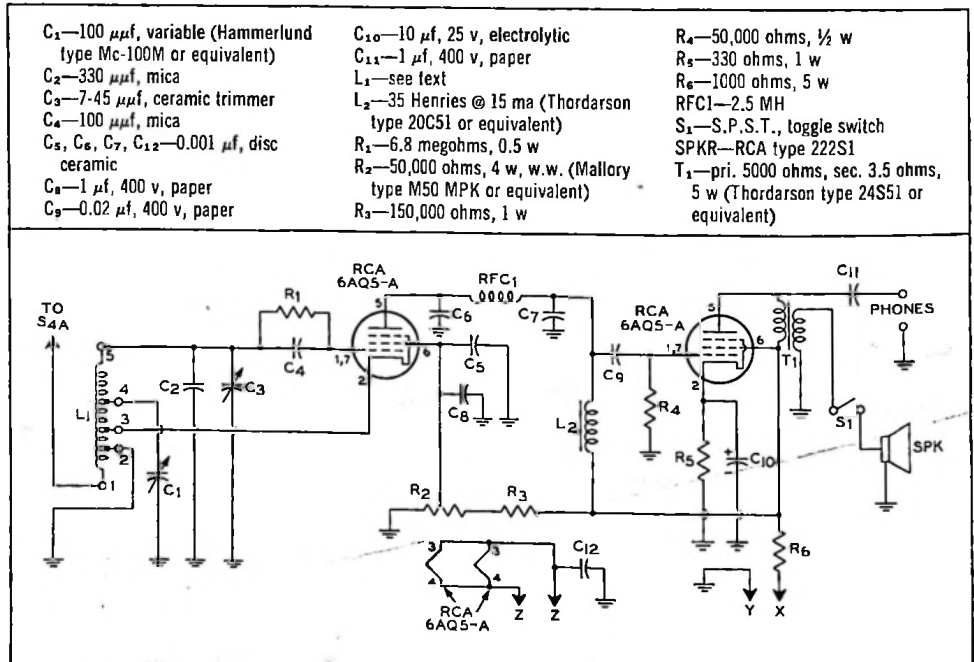 C₁—100 μμf, variable (Hammerlund
type Mc-100M or equivalent)
C₂—330 μμf, mica
C₃—7-45 μμf, ceramic trimmer
C₄—100 μμf, mica
C₅, C₆, C₇, C₁₂—0.001 μf, disc
ceramic
C₈—1 μf, 400 v, paper
C₉—0.02 μf, 400 v, paper
C₁₀—10 μf, 25 v, electrolytic
C₁₁—1 μf, 400 v, paper
L₁—see text
L₂—35 Henries @ 15 ma (Thordarson
type 20C51 or equivalent)
R₁—6.8 megohms, 0.5 w
R₂—50,000 ohms, 4 w, w.w. (Mallory
type M50 MPK or equivalent)
R₃—150,000 ohms, 1 w
R₄—50,000 ohms, ½ w
R₅—330 ohms, 1 w
R₆—1000 ohms, 5 w
RFC1—2.5 MH
S₁—S.P.S.T., toggle switch
SPKR—RCA type 222S1
T₁—pri. 5000 ohms, sec. 3.5 ohms,
5 w (Thordarson type 24S51 or
equivalent)
TO
S4A
5
4
3
2
1
L₁
C₁
C₂
C₃
R₁
C₄
RCA
6AQ5-A
5
1,7
2
6
C₆
RFC₁
C₇
C₅
C₈
L₂
C₉
R₄
RCA
6AQ5-A
5
1,7
2
6
R₅
C₁₀
T₁
C₁₁
PHONES
S₁
SPK
R₂
R₃
R₆
3
3
4
4
RCA
6AQ5-A
Z
Z
C₁₂
Y
X